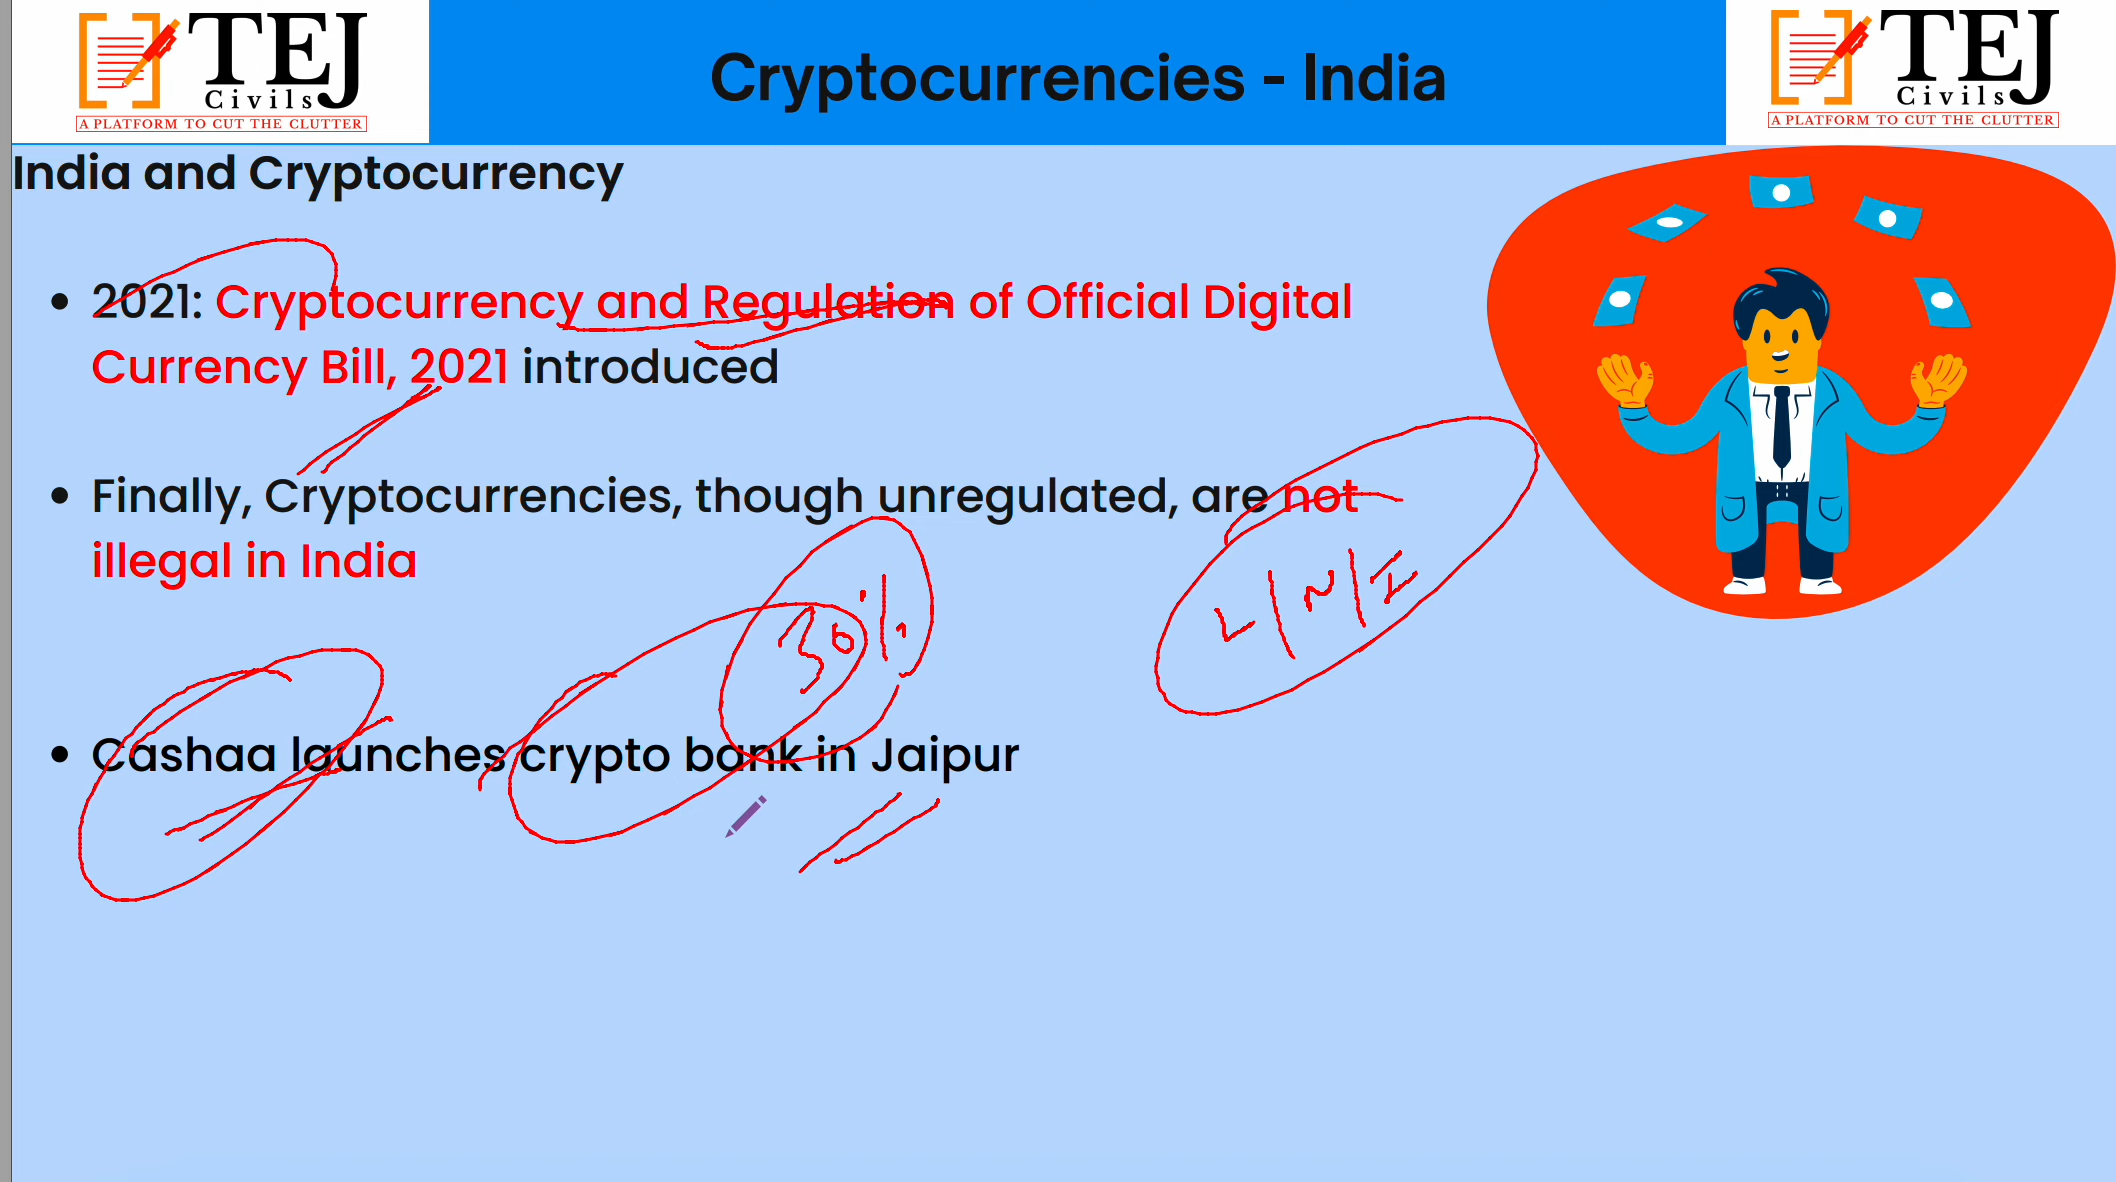 TEJ
Civils
A PLATFORM TO CUT THE CLUTTER
Cryptocurrencies - India
TEJ
Civils
A PLATFORM TO CUT THE CLUTTER
India and Cryptocurrency
• 2021: Cryptocurrency and Regulation of Official Digital
Currency Bill, 2021 introduced
• Finally, Cryptocurrencies, though unregulated, are not
illegal in India
L/N/I
30%
• Cashaa launches crypto bank in Jaipur